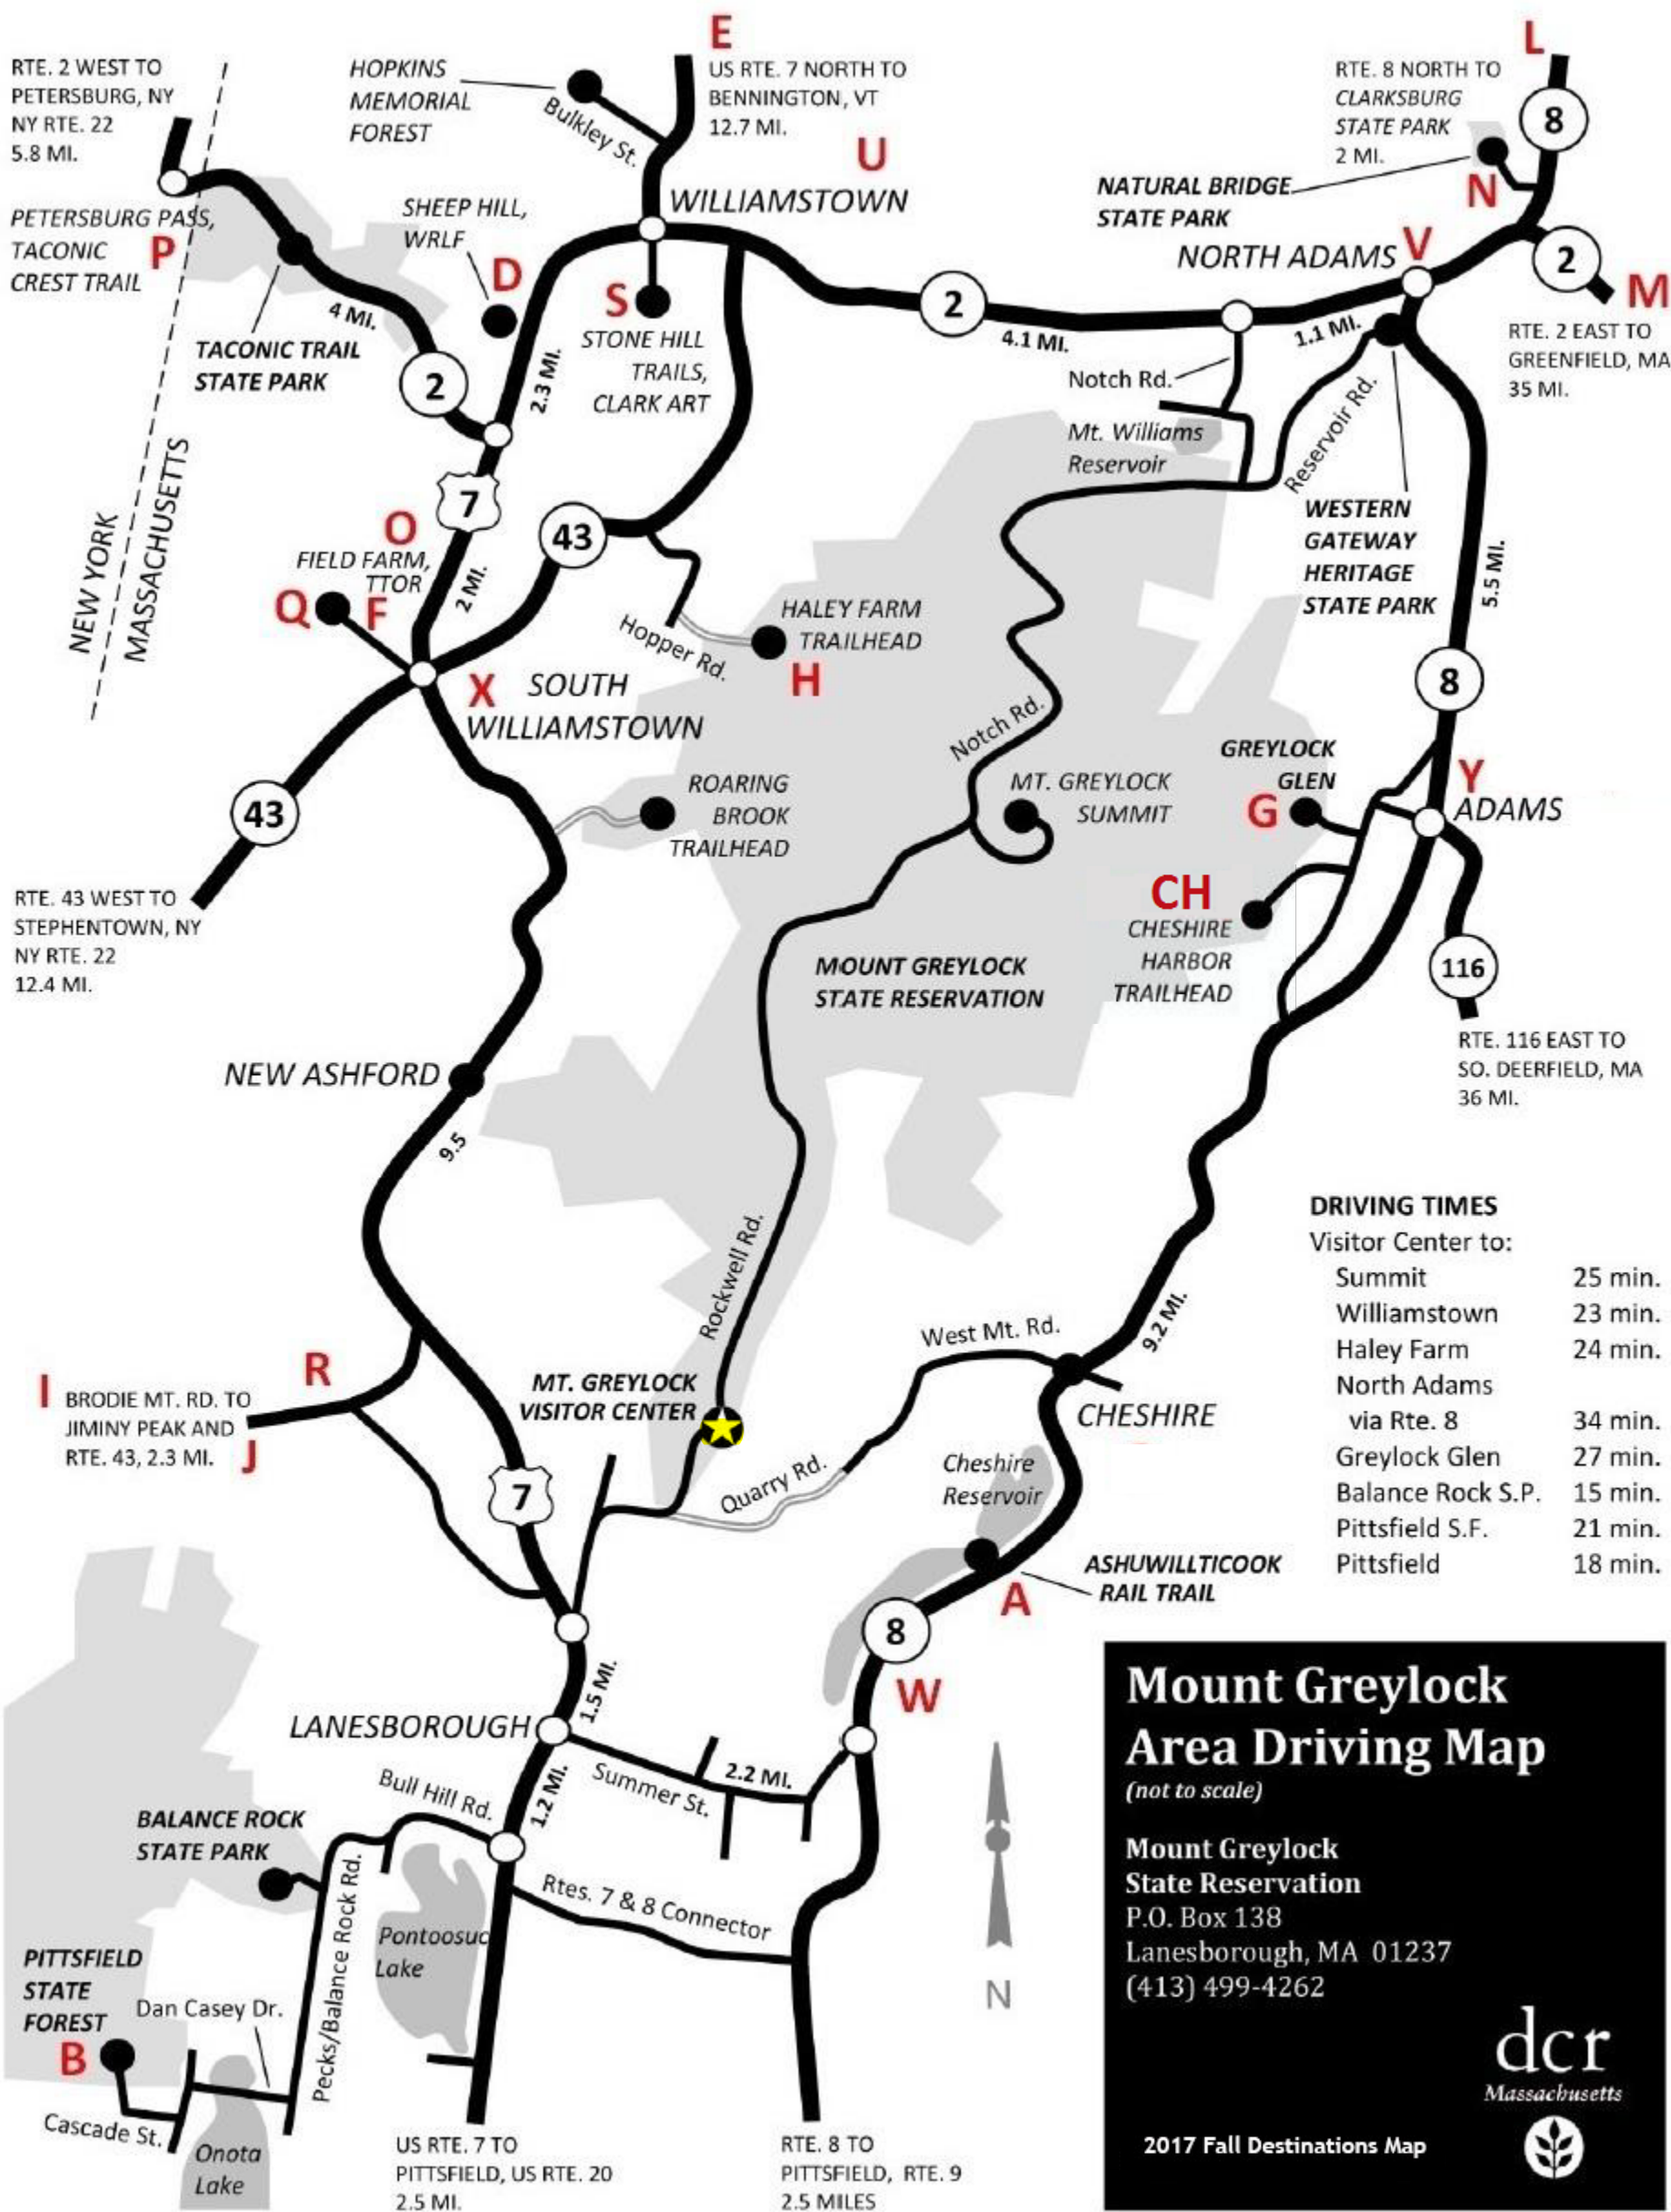 E
L
RTE. 2 WEST TO
PETERSBURG, NY
NY RTE. 22
5.8 MI.
HOPKINS
MEMORIAL
FOREST
Bulkley St.
US RTE. 7 NORTH TO
BENNINGTON, VT
12.7 MI.
U
RTE. 8 NORTH TO
CLARKSBURG
STATE PARK
2 MI.
8
N
NATURAL BRIDGE
STATE PARK
WILLIAMSTOWN
PETERSBURG PASS,
TACONIC
CREST TRAIL
P
SHEEP HILL,
WRLF
D
S
STONE HILL
TRAILS,
CLARK ART
NORTH ADAMS
V
2
M
RTE. 2 EAST TO
GREENFIELD, MA
35 MI.
4 MI.
TACONIC TRAIL
STATE PARK
2
2.3 MI.
2
4.1 MI.
1.1 MI.
Notch Rd.
Reservoir Rd.
Mt. Williams
Reservoir
NEW YORK
MASSACHUSETTS
7
O
FIELD FARM,
TTOR
Q
F
2 MI.
43
WESTERN
GATEWAY
HERITAGE
STATE PARK
5.5 MI.
Hopper Rd.
HALEY FARM
TRAILHEAD
H
X
SOUTH
WILLIAMSTOWN
8
Notch Rd.
GREYLOCK
GLEN
G
Y
ADAMS
43
ROARING
BROOK
TRAILHEAD
MT. GREYLOCK
SUMMIT
RTE. 43 WEST TO
STEPHENTOWN, NY
NY RTE. 22
12.4 MI.
CH
CHESHIRE
HARBOR
TRAILHEAD
MOUNT GREYLOCK
STATE RESERVATION
116
RTE. 116 EAST TO
SO. DEERFIELD, MA
36 MI.
NEW ASHFORD
9.5
Rockwell Rd.
DRIVING TIMES
Visitor Center to:
Summit 25 min.
Williamstown 23 min.
Haley Farm 24 min.
North Adams
via Rte. 8 34 min.
Greylock Glen 27 min.
Balance Rock S.P. 15 min.
Pittsfield S.F. 21 min.
Pittsfield 18 min.
West Mt. Rd.
9.2 MI.
I
R
BRODIE MT. RD. TO
JIMINY PEAK AND
RTE. 43, 2.3 MI.
J
MT. GREYLOCK
VISITOR CENTER
CHESHIRE
7
Quarry Rd.
Cheshire
Reservoir
ASHUWILLTICOOK
RAIL TRAIL
A
8
W
LANESBOROUGH
1.5 MI.
Summer St.
2.2 MI.
Bull Hill Rd.
1.2 MI.
BALANCE ROCK
STATE PARK
Pecks/Balance Rock Rd.
Pontoosuc
Lake
Rtes. 7 & 8 Connector
N
PITTSFIELD
STATE
FOREST
B
Dan Casey Dr.
Cascade St.
Onota
Lake
US RTE. 7 TO
PITTSFIELD, US RTE. 20
2.5 MI.
RTE. 8 TO
PITTSFIELD, RTE. 9
2.5 MILES
Mount Greylock
Area Driving Map
(not to scale)
Mount Greylock
State Reservation
P.O. Box 138
Lanesborough, MA 01237
(413) 499-4262
dcr
Massachusetts
2017 Fall Destinations Map